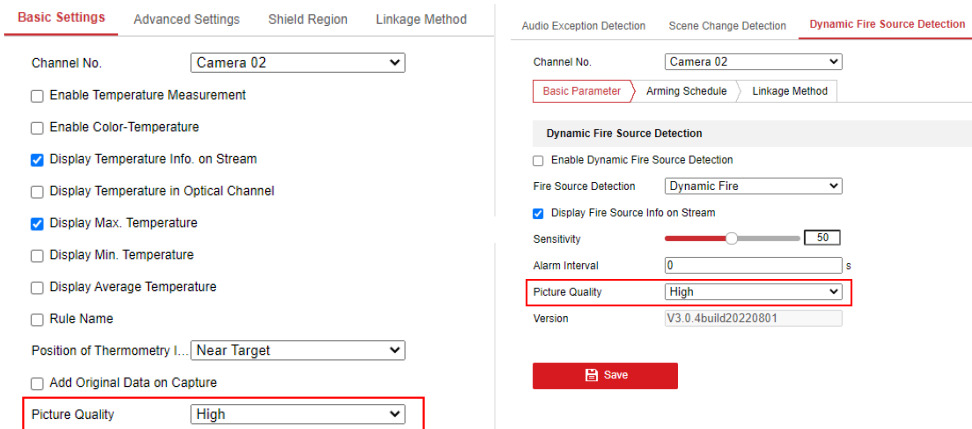 Basic Settings Advanced Settings Shield Region Linkage Method
Channel No. Camera 02
Enable Temperature Measurement
Enable Color-Temperature
Display Temperature Info. on Stream
Display Temperature in Optical Channel
Display Max. Temperature
Display Min. Temperature
Display Average Temperature
Rule Name
Position of Thermometry I... Near Target
Add Original Data on Capture
Picture Quality High
Audio Exception Detection Scene Change Detection Dynamic Fire Source Detection
Channel No. Camera 02
Basic Parameter Arming Schedule Linkage Method
Dynamic Fire Source Detection
Enable Dynamic Fire Source Detection
Fire Source Detection Dynamic Fire
Display Fire Source Info on Stream
Sensitivity 50
Alarm Interval 0 s
Picture Quality High
Version V3.0.4build20220801
Save